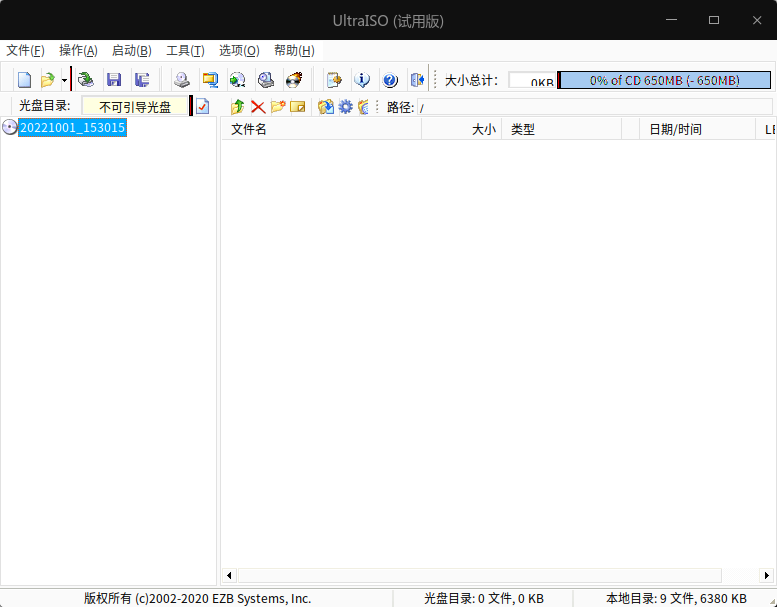 UltraISO (试用版)
文件(F) 操作(A) 启动(B) 工具(T) 选项(O) 帮助(H)
大小总计: 0KB 0% of CD 650MB (- 650MB)
光盘目录: 不可引导光盘 路径: /
20221001_153015
文件名 大小 类型 日期/时间
版权所有 (c)2002-2020 EZB Systems, Inc. 光盘目录: 0 文件, 0 KB 本地目录: 9 文件, 6380 KB